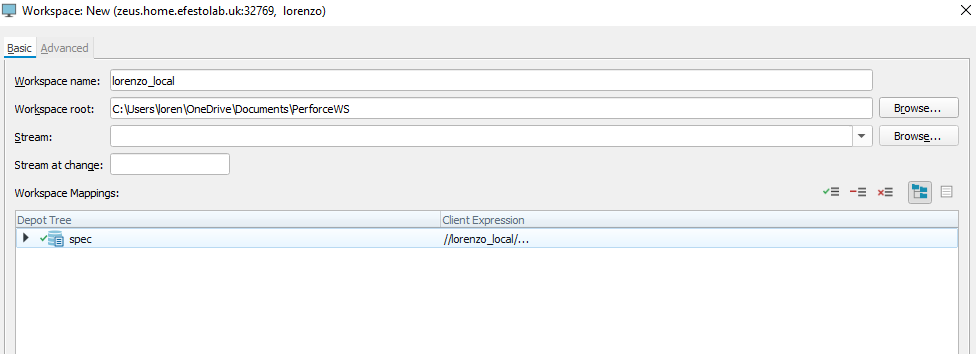 Workspace: New (zeus.home.efestolab.uk:32769, lorenzo)
Basic Advanced
Workspace name: lorenzo_local
Workspace root: C:\Users\loren\OneDrive\Documents\PerforceWS Browse...
Stream: Browse...
Stream at change:
Workspace Mappings:
Depot Tree Client Expression
spec //lorenzo_local/...